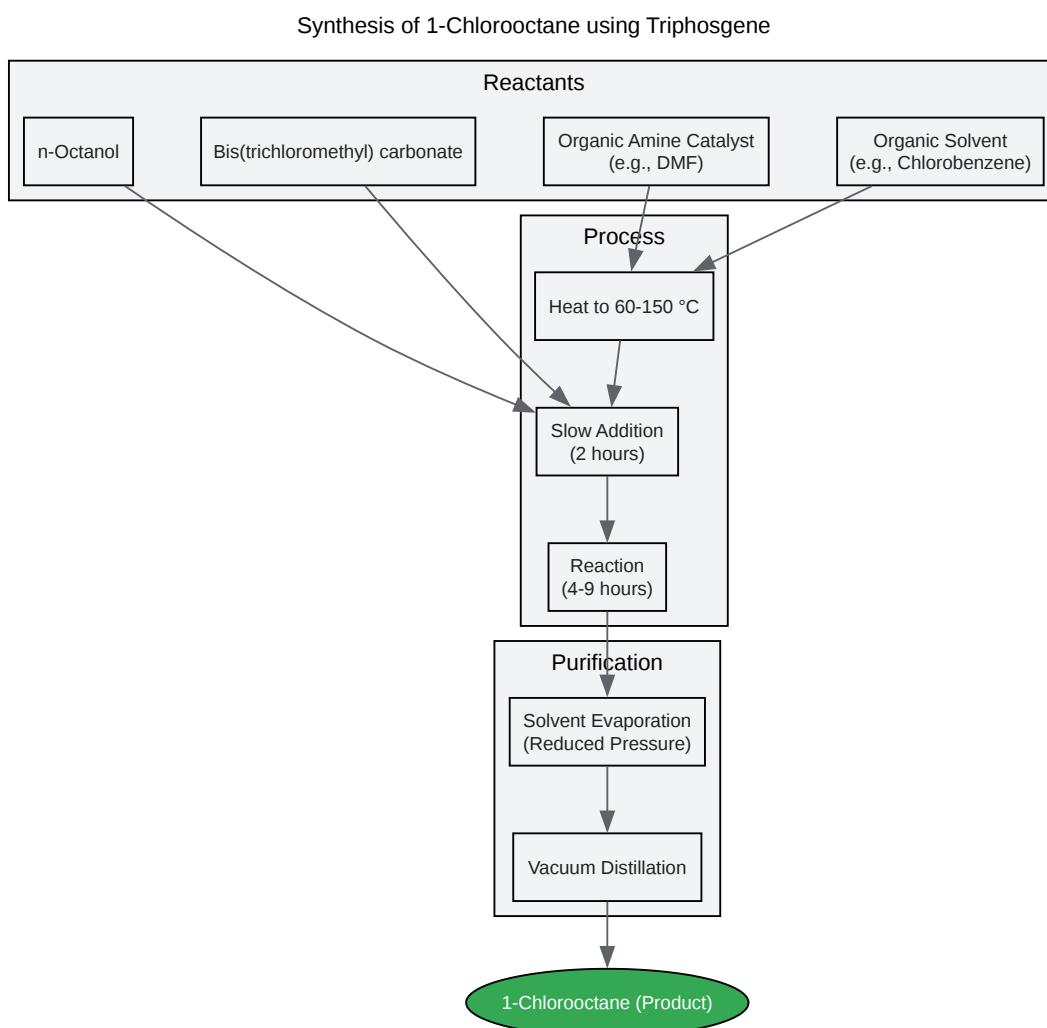 Synthesis of 1-Chlorooctane using Triphosgene
Reactants
n-Octanol
Bis(trichloromethyl) carbonate
Organic Amine Catalyst
(e.g., DMF)
Organic Solvent
(e.g., Chlorobenzene)
Process
Heat to 60-150 °C
Slow Addition
(2 hours)
Reaction
(4-9 hours)
Purification
Solvent Evaporation
(Reduced Pressure)
Vacuum Distillation
1-Chlorooctane (Product)